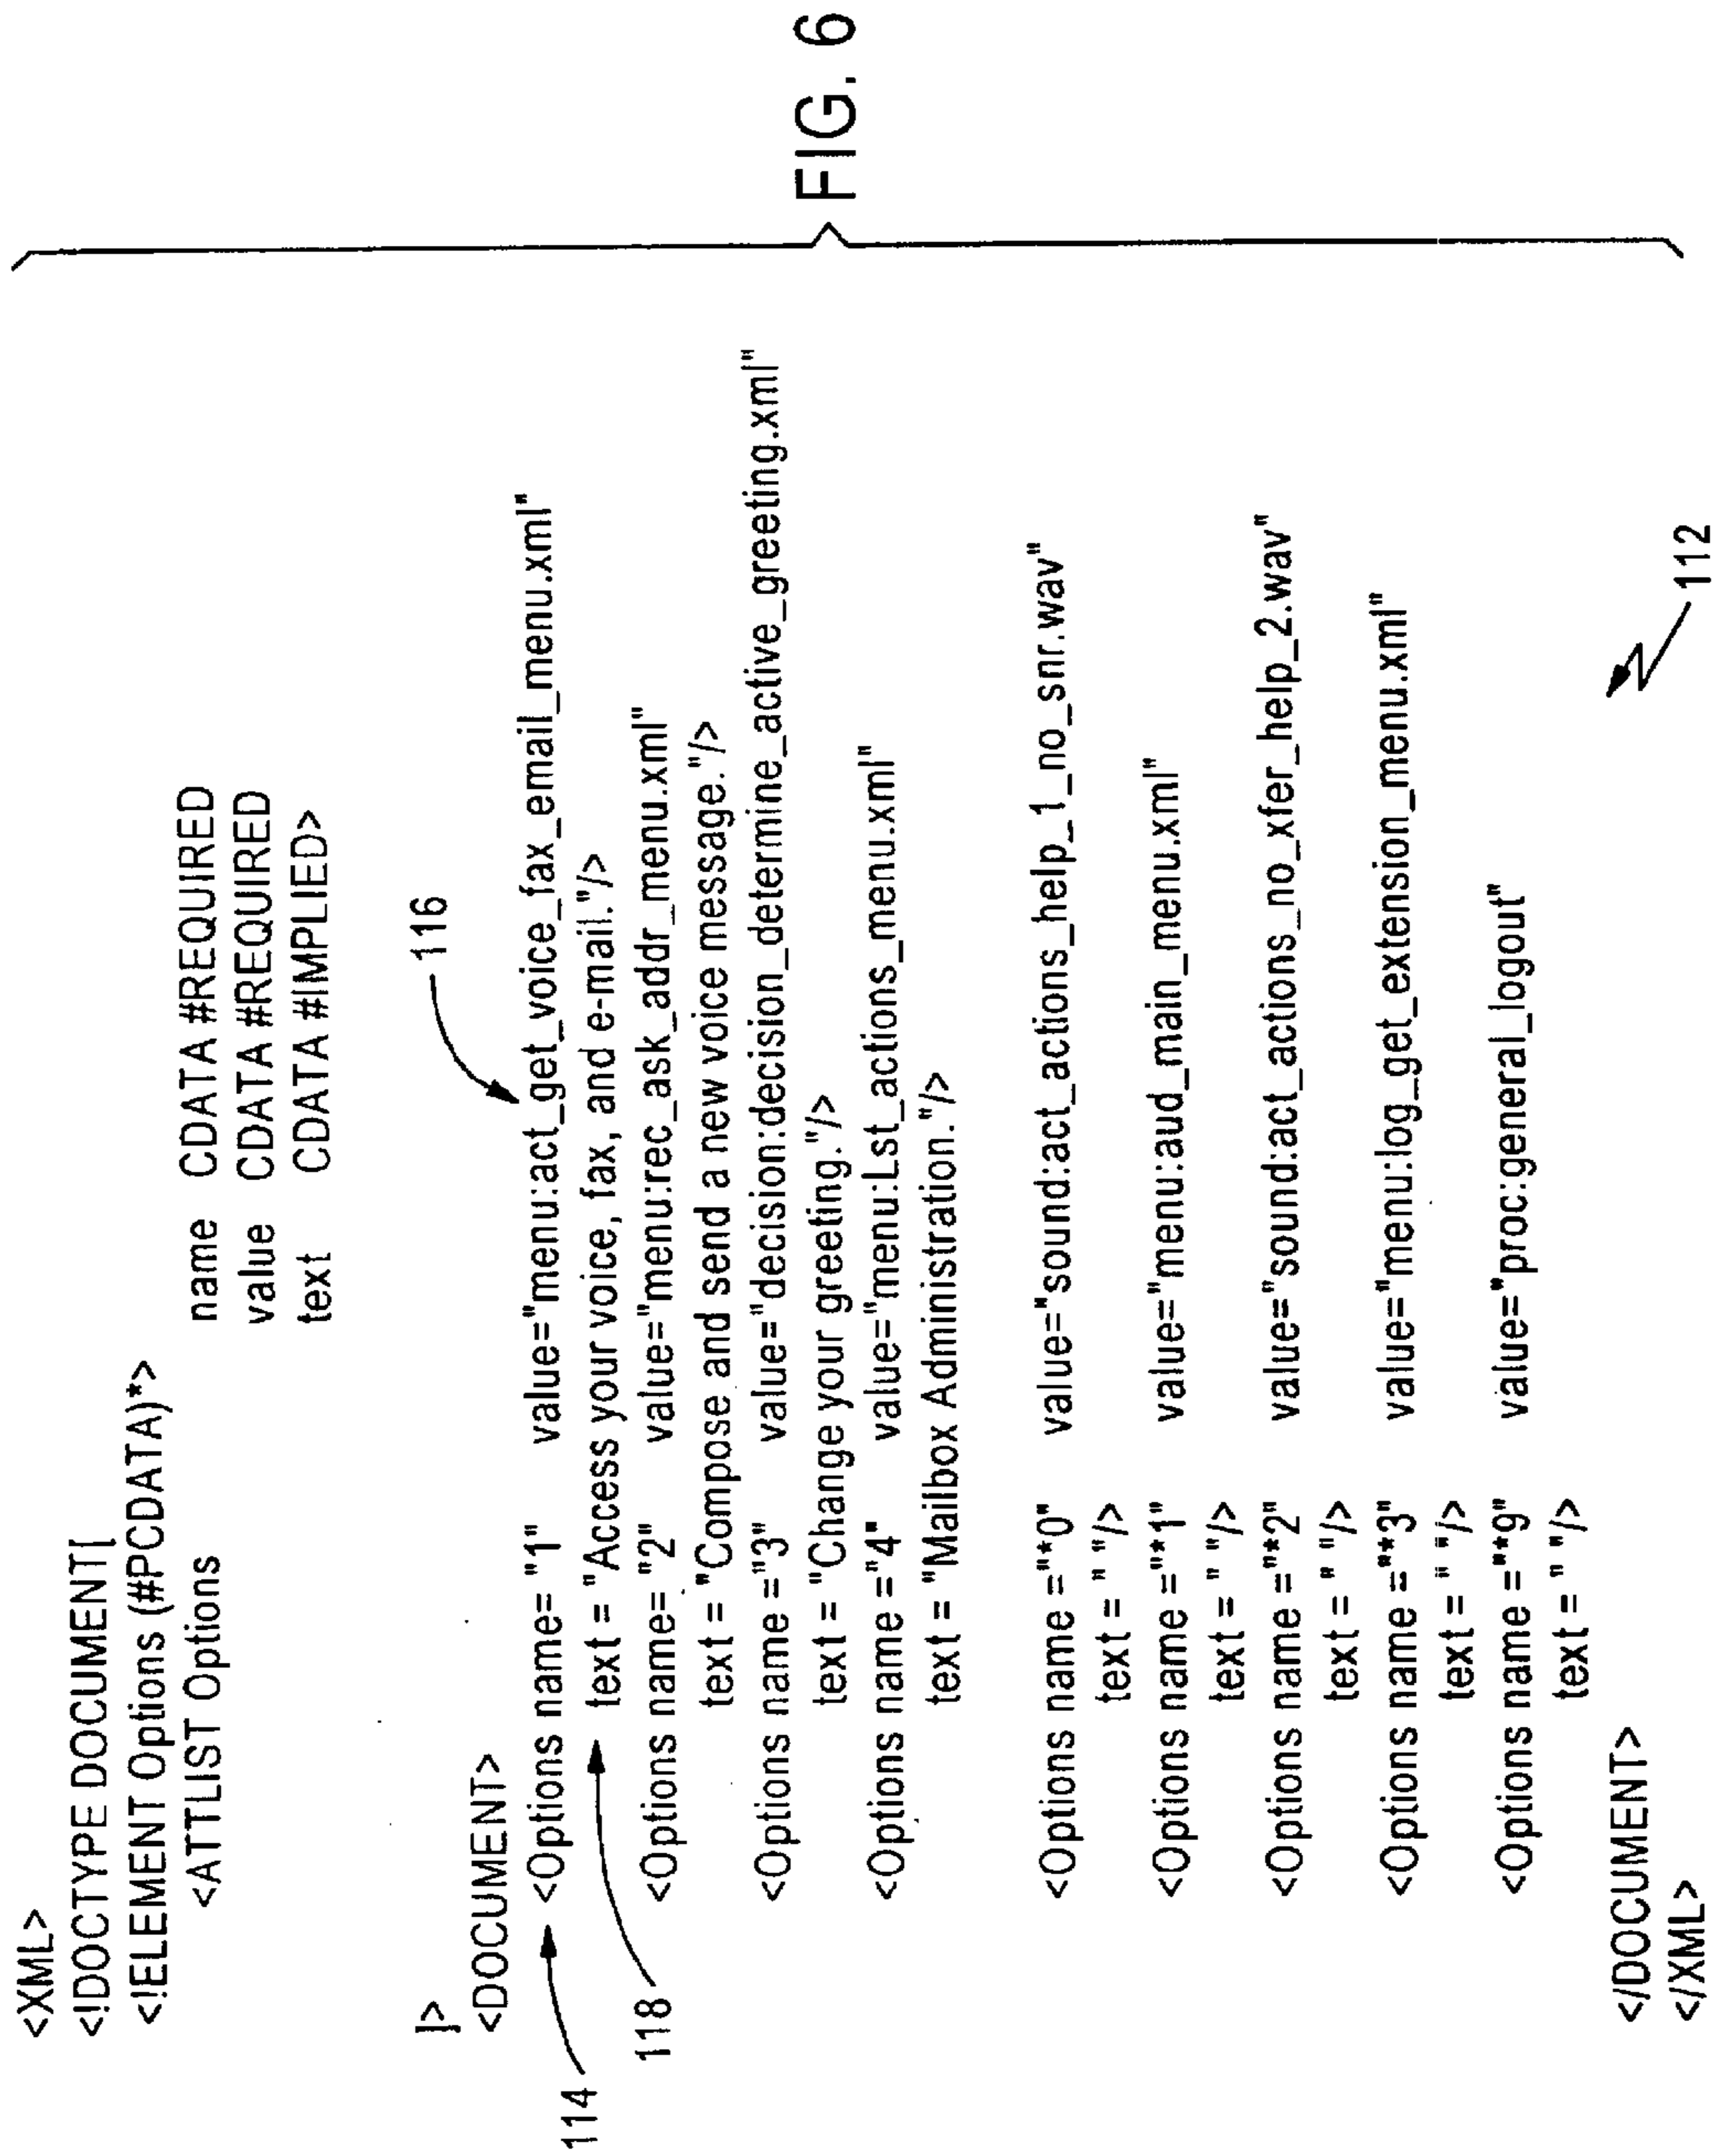 <XML>
<!DOCTYPE DOCUMENT[
<!ELEMENT Options (#PCDATA)*>
<ATTLIST Options
name CDATA #REQUIRED
value CDATA #REQUIRED
text CDATA #IMPLIED>
]>
<DOCUMENT>
116
114
<Options name= "1" value="menu:act_get_voice_fax_email_menu.xml"
118
text = "Access your voice, fax, and e-mail."/>
<Options name= "2" value="menu:rec_ask_addr_menu.xml"
text = "Compose and send a new voice message."/>
<Options name ="3" value="decision:decision_determine_active_greeting.xml"
text = "Change your greeting."/>
<Options name ="4" value="menu:Lst_actions_menu.xml"
text = "Mailbox Administration."/>
<Options name ="*0" value="sound:act_actions_help_1_no_snr.wav"
text = " "/>
<Options name ="*1" value="menu:aud_main_menu.xml"
text = " "/>
<Options name ="*2" value="sound:act_actions_no_xfer_help_2.wav"
text = " "/>
<Options name ="*3" value="menu:log_get_extension_menu.xml"
text = " "/>
<Options name ="*9" value="proc:general_logout"
text = " "/>
</DOCUMENT>
</XML>
112
FIG. 6